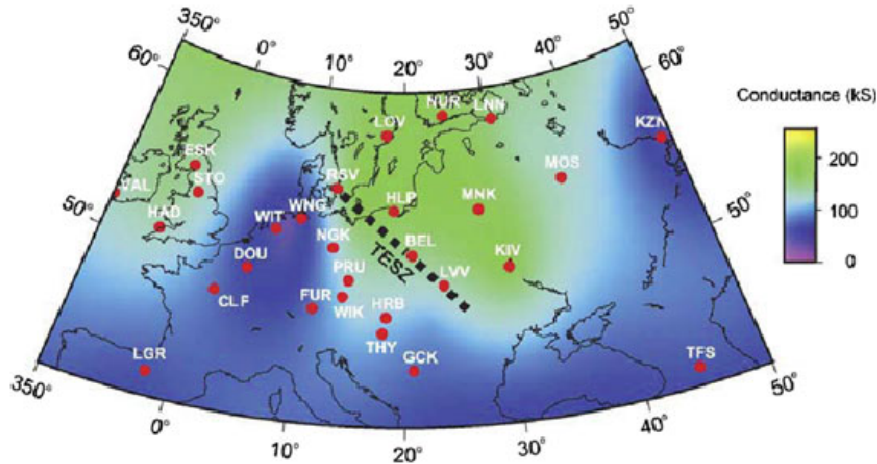 350° 0° 10° 20° 30° 40° 50°
60° 60°
Conductance (kS)
200
100
0
NUR LNN
LOV
KZN
ESK
MOS
VAL STO
RSV
HLP MNK
HAD
WNG
WIT
50° 50°
NGK
BEL
KIV
DOU
TESZ
PRU
LVV
CLF
FUR
WIK
HRB
THY
LGR
GCK
TFS
350° 50°
0° 10° 20° 30° 40°